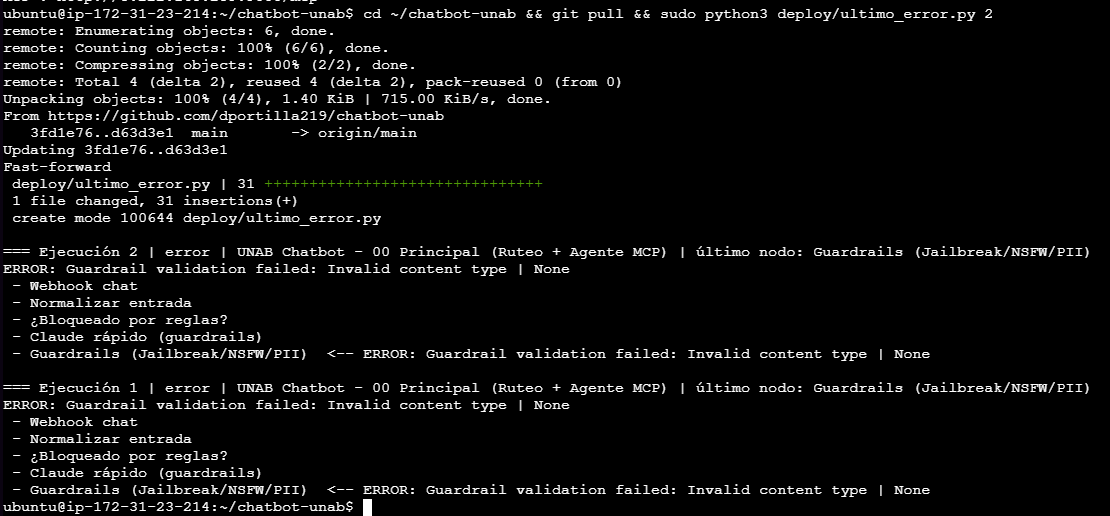 ubuntu@ip-172-31-23-214:~/chatbot-unab$ cd ~/chatbot-unab && git pull && sudo python3 deploy/ultimo_error.py 2
remote: Enumerating objects: 6, done.
remote: Counting objects: 100% (6/6), done.
remote: Compressing objects: 100% (2/2), done.
remote: Total 4 (delta 2), reused 4 (delta 2), pack-reused 0 (from 0)
Unpacking objects: 100% (4/4), 1.40 KiB | 715.00 KiB/s, done.
From https://github.com/dportilla219/chatbot-unab
   3fd1e76..d63d3e1  main       -> origin/main
Updating 3fd1e76..d63d3e1
Fast-forward
 deploy/ultimo_error.py | 31 +++++++++++++++++++++++++++++++
 1 file changed, 31 insertions(+)
 create mode 100644 deploy/ultimo_error.py

=== Ejecución 2 | error | UNAB Chatbot - 00 Principal (Ruteo + Agente MCP) | último nodo: Guardrails (Jailbreak/NSFW/PII)
ERROR: Guardrail validation failed: Invalid content type | None
 - Webhook chat
 - Normalizar entrada
 - ¿Bloqueado por reglas?
 - Claude rápido (guardrails)
 - Guardrails (Jailbreak/NSFW/PII)  <-- ERROR: Guardrail validation failed: Invalid content type | None

=== Ejecución 1 | error | UNAB Chatbot - 00 Principal (Ruteo + Agente MCP) | último nodo: Guardrails (Jailbreak/NSFW/PII)
ERROR: Guardrail validation failed: Invalid content type | None
 - Webhook chat
 - Normalizar entrada
 - ¿Bloqueado por reglas?
 - Claude rápido (guardrails)
 - Guardrails (Jailbreak/NSFW/PII)  <-- ERROR: Guardrail validation failed: Invalid content type | None
ubuntu@ip-172-31-23-214:~/chatbot-unab$